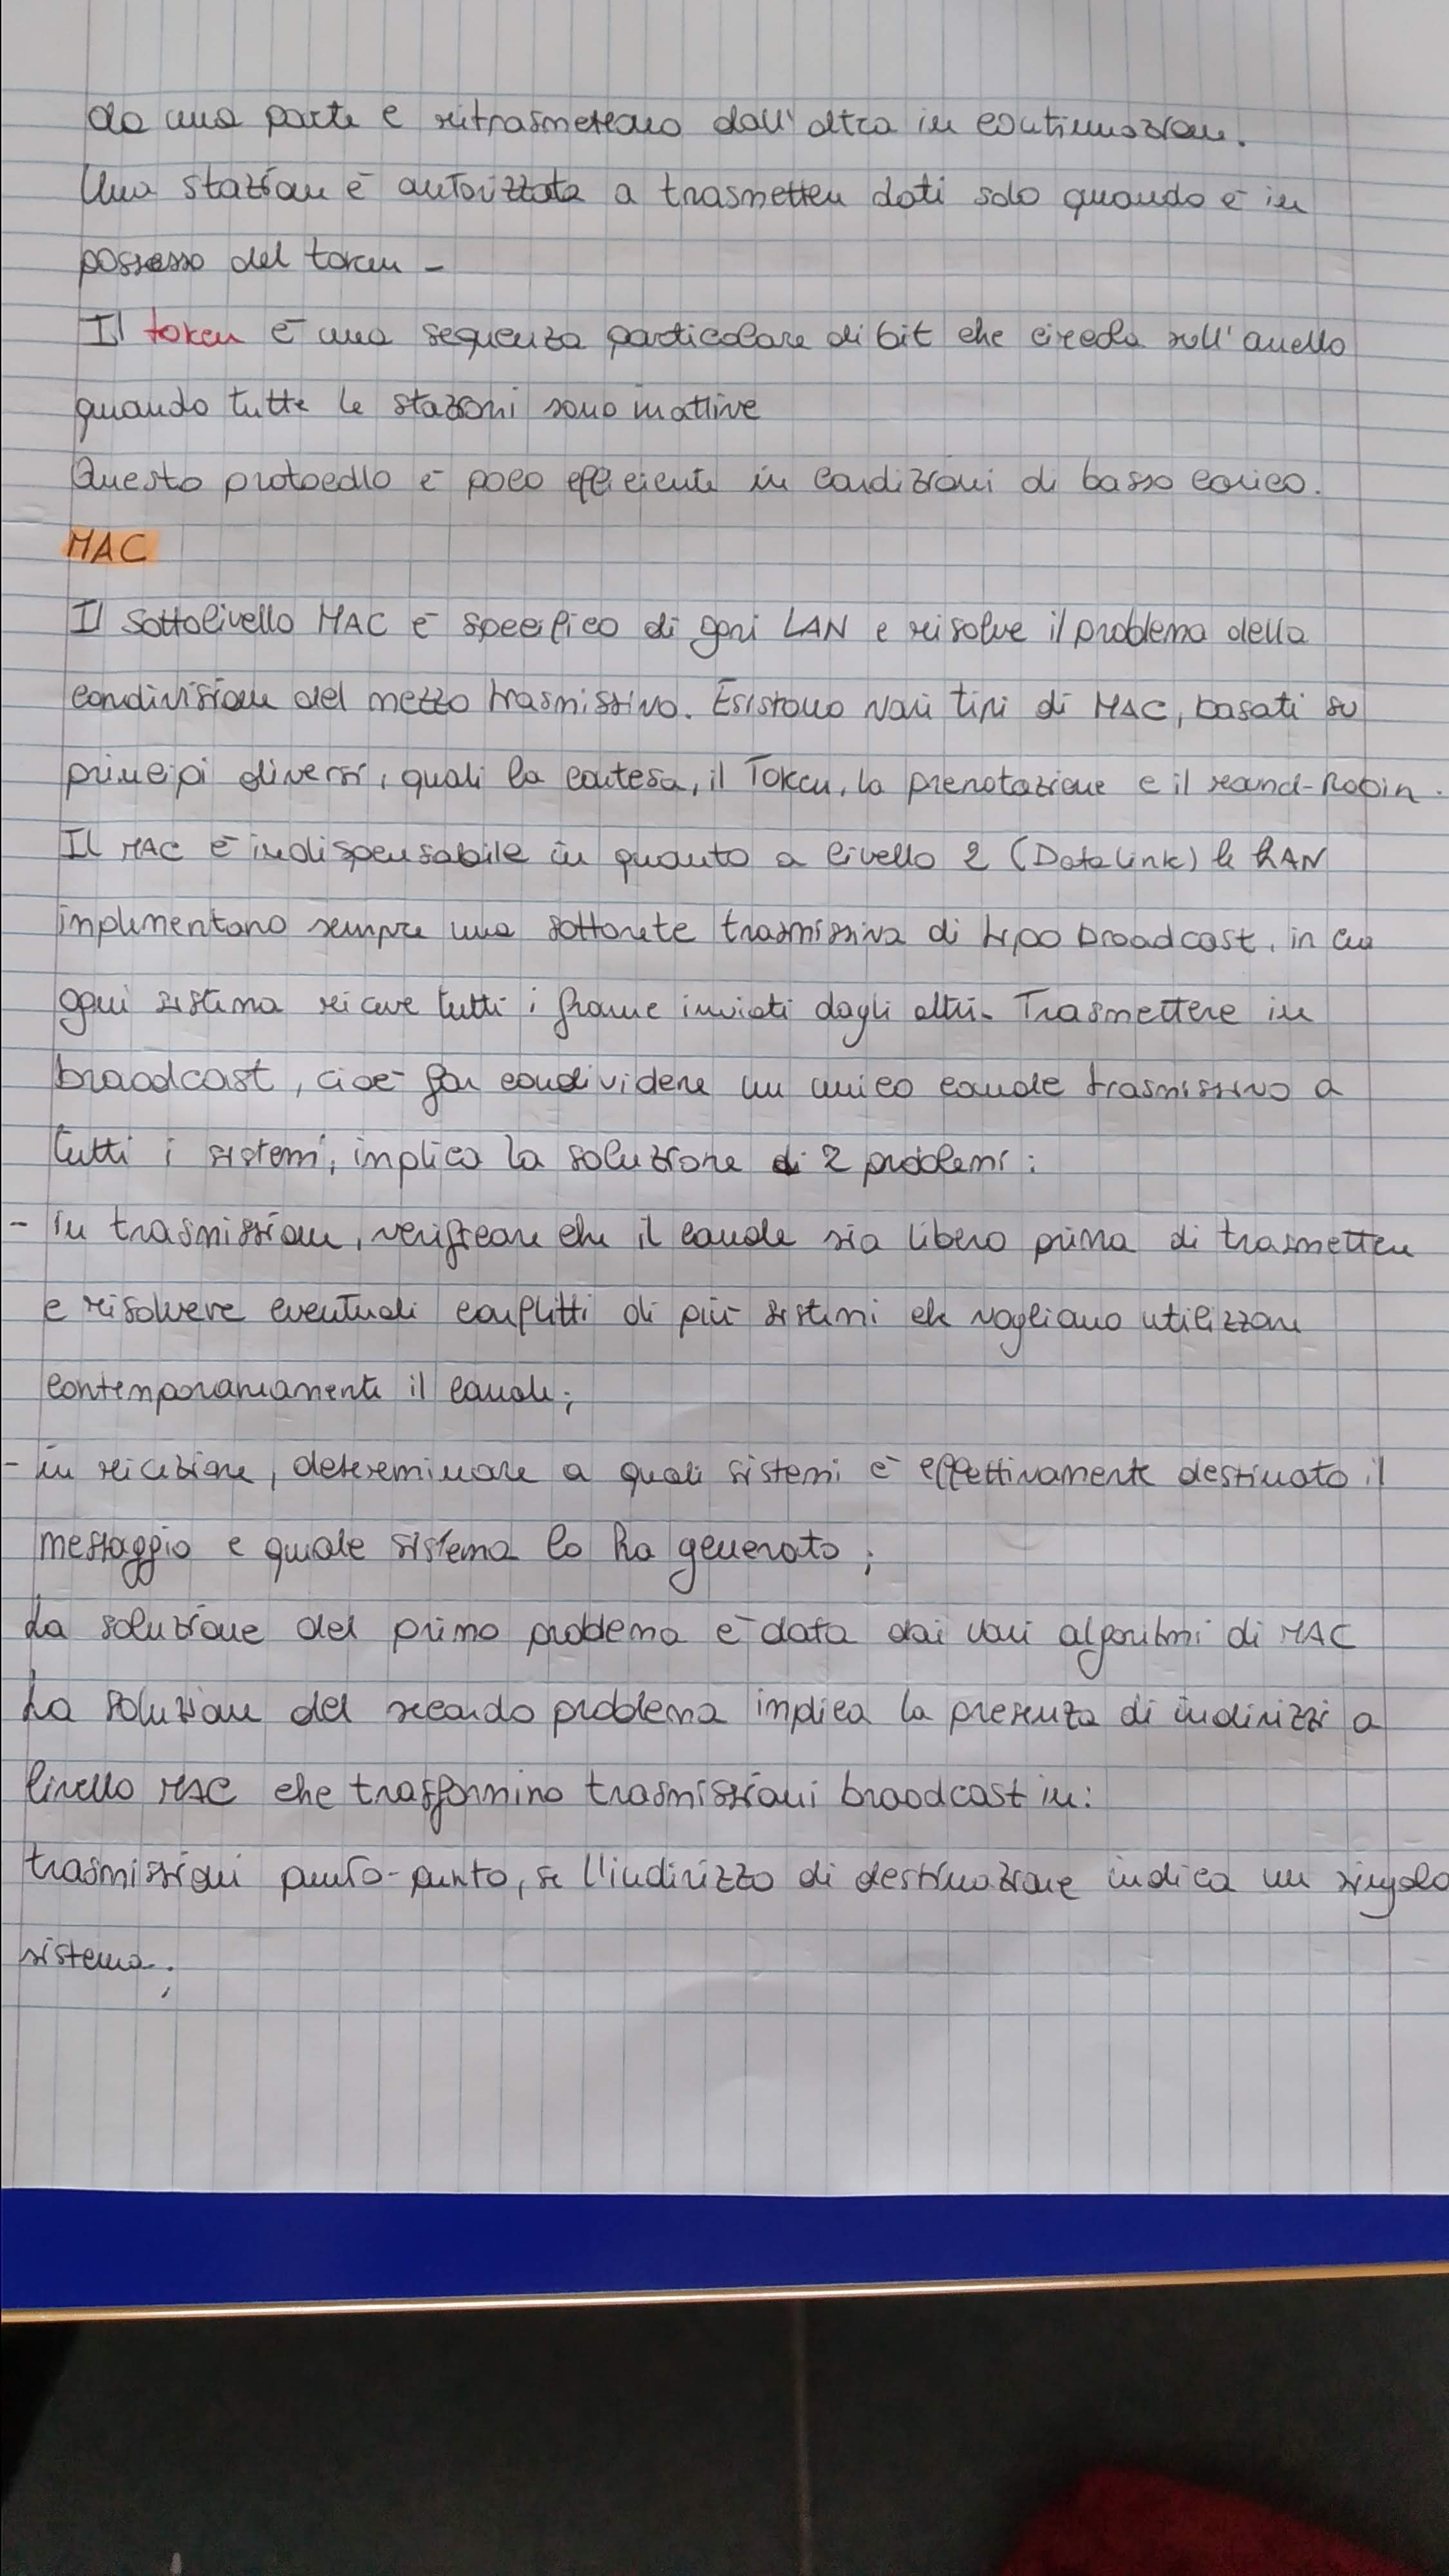 da una parte e ritrasmettono dall'altra in continuazione.
Una stazione è autorizzata a trasmettere dati solo quando è in
possesso del token -
Il token è una sequenza particolare di bit che circola sull'anello
quando tutte le stazioni sono inattive
Questo protocollo è poco efficiente in condizioni di basso carico.
MAC
Il sottolivello MAC è specifico di ogni LAN e risolve il problema della
condivisione del mezzo trasmissivo. Esistono vari tipi di MAC, basati su
principi diversi, quali la contesa, il Token, la prenotazione e il round-Robin.
Il MAC è indispensabile in quanto a livello 2 (Data Link) le LAN
implementano sempre una sottorete trasmissiva di tipo broadcast, in cui
ogni sistema riceve tutti i frame inviati dagli altri. Trasmettere in
broadcast, cioè far condividere un unico canale trasmissivo a
tutti i sistemi, implica la soluzione di 2 problemi:
- in trasmissione, verificare che il canale sia libero prima di trasmettere
e risolvere eventuali conflitti di più sistemi che vogliano utilizzare
contemporaneamente il canale;
- in ricezione, determinare a quali sistemi è effettivamente destinato il
messaggio e quale sistema lo ha generato;
La soluzione del primo problema è data dai vari algoritmi di MAC
La soluzione del secondo problema implica la presenza di indirizzi a
livello MAC che trasformino trasmissioni broadcast in:
trasmissioni punto-punto, se l'indirizzo di destinazione indica un singolo
sistema;